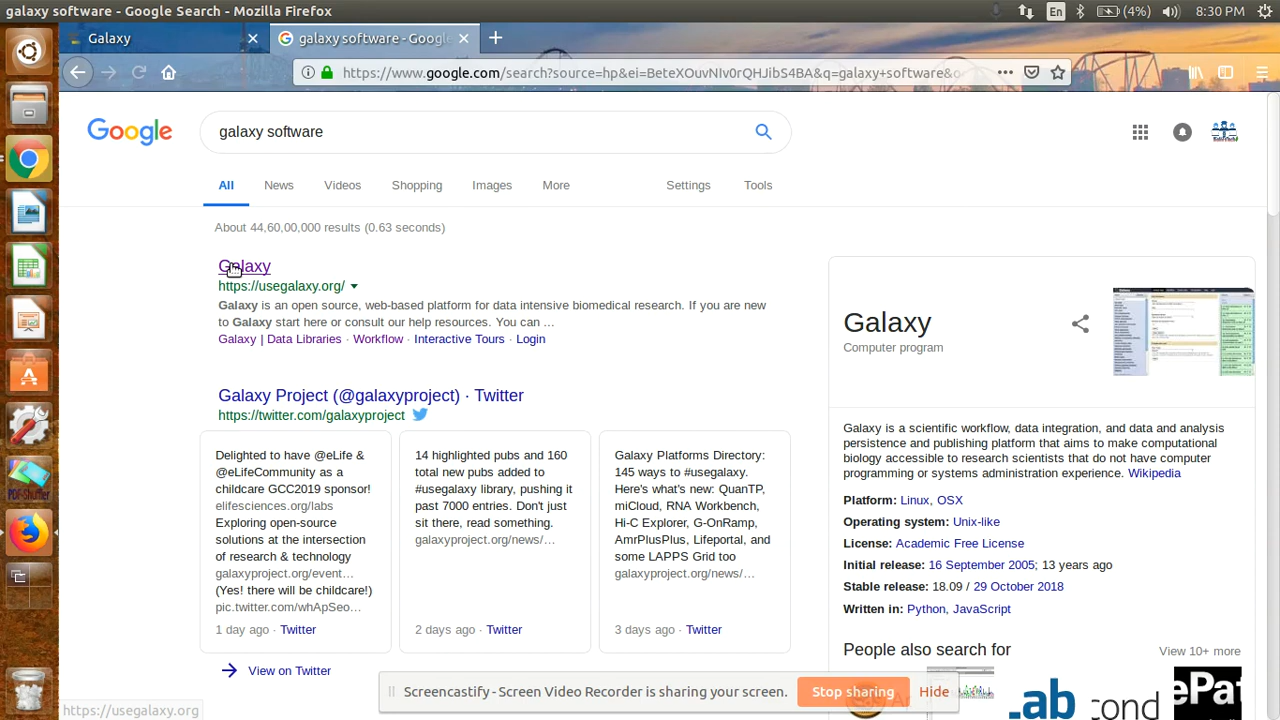 galaxy software - Google Search - Mozilla Firefox
En
(4%)
8:30 PM
Galaxy
galaxy software - Googl
https://www.google.com/search?source=hp&ei=BeteXOuvNIv0rQHJibS4BA&q=galaxy+software&o
Google
galaxy software
All
News
Videos
Shopping
Images
More
Settings
Tools
About 44,60,00,000 results (0.63 seconds)
Galaxy
https://usegalaxy.org/
Galaxy is an open source, web-based platform for data intensive biomedical research. If you are new
to Galaxy start here or consult our help resources. You can ...
Galaxy | Data Libraries · Workflow · Interactive Tours · Login
Galaxy Project (@galaxyproject) · Twitter
https://twitter.com/galaxyproject
Delighted to have @eLife &
@eLifeCommunity as a
childcare GCC2019 sponsor!
elifesciences.org/labs
Exploring open-source
solutions at the intersection
of research & technology
galaxyproject.org/event…
(Yes! there will be childcare!)
pic.twitter.com/whApSeo…
1 day ago · Twitter
14 highlighted pubs and 160
total new pubs added to
#usegalaxy library, pushing it
past 7000 entries. Don't just
sit there, read something.
galaxyproject.org/news/…
2 days ago · Twitter
Galaxy Platforms Directory:
145 ways to #usegalaxy.
Here's what's new: QuanTP,
miCloud, RNA Workbench,
Hi-C Explorer, G-OnRamp,
AmrPlusPlus, Lifeportal, and
some LAPPS Grid too
galaxyproject.org/news/…
3 days ago · Twitter
View on Twitter
Galaxy
Computer program
Galaxy is a scientific workflow, data integration, and data and analysis
persistence and publishing platform that aims to make computational
biology accessible to research scientists that do not have computer
programming or systems administration experience. Wikipedia
Platform: Linux, OSX
Operating system: Unix-like
License: Academic Free License
Initial release: 16 September 2005; 13 years ago
Stable release: 18.09 / 29 October 2018
Written in: Python, JavaScript
People also search for
View 10+ more
.ab
cond
ePat
PDF-Shuffler
Screencastify - Screen Video Recorder is sharing your screen.
Stop sharing
Hide
https://usegalaxy.org